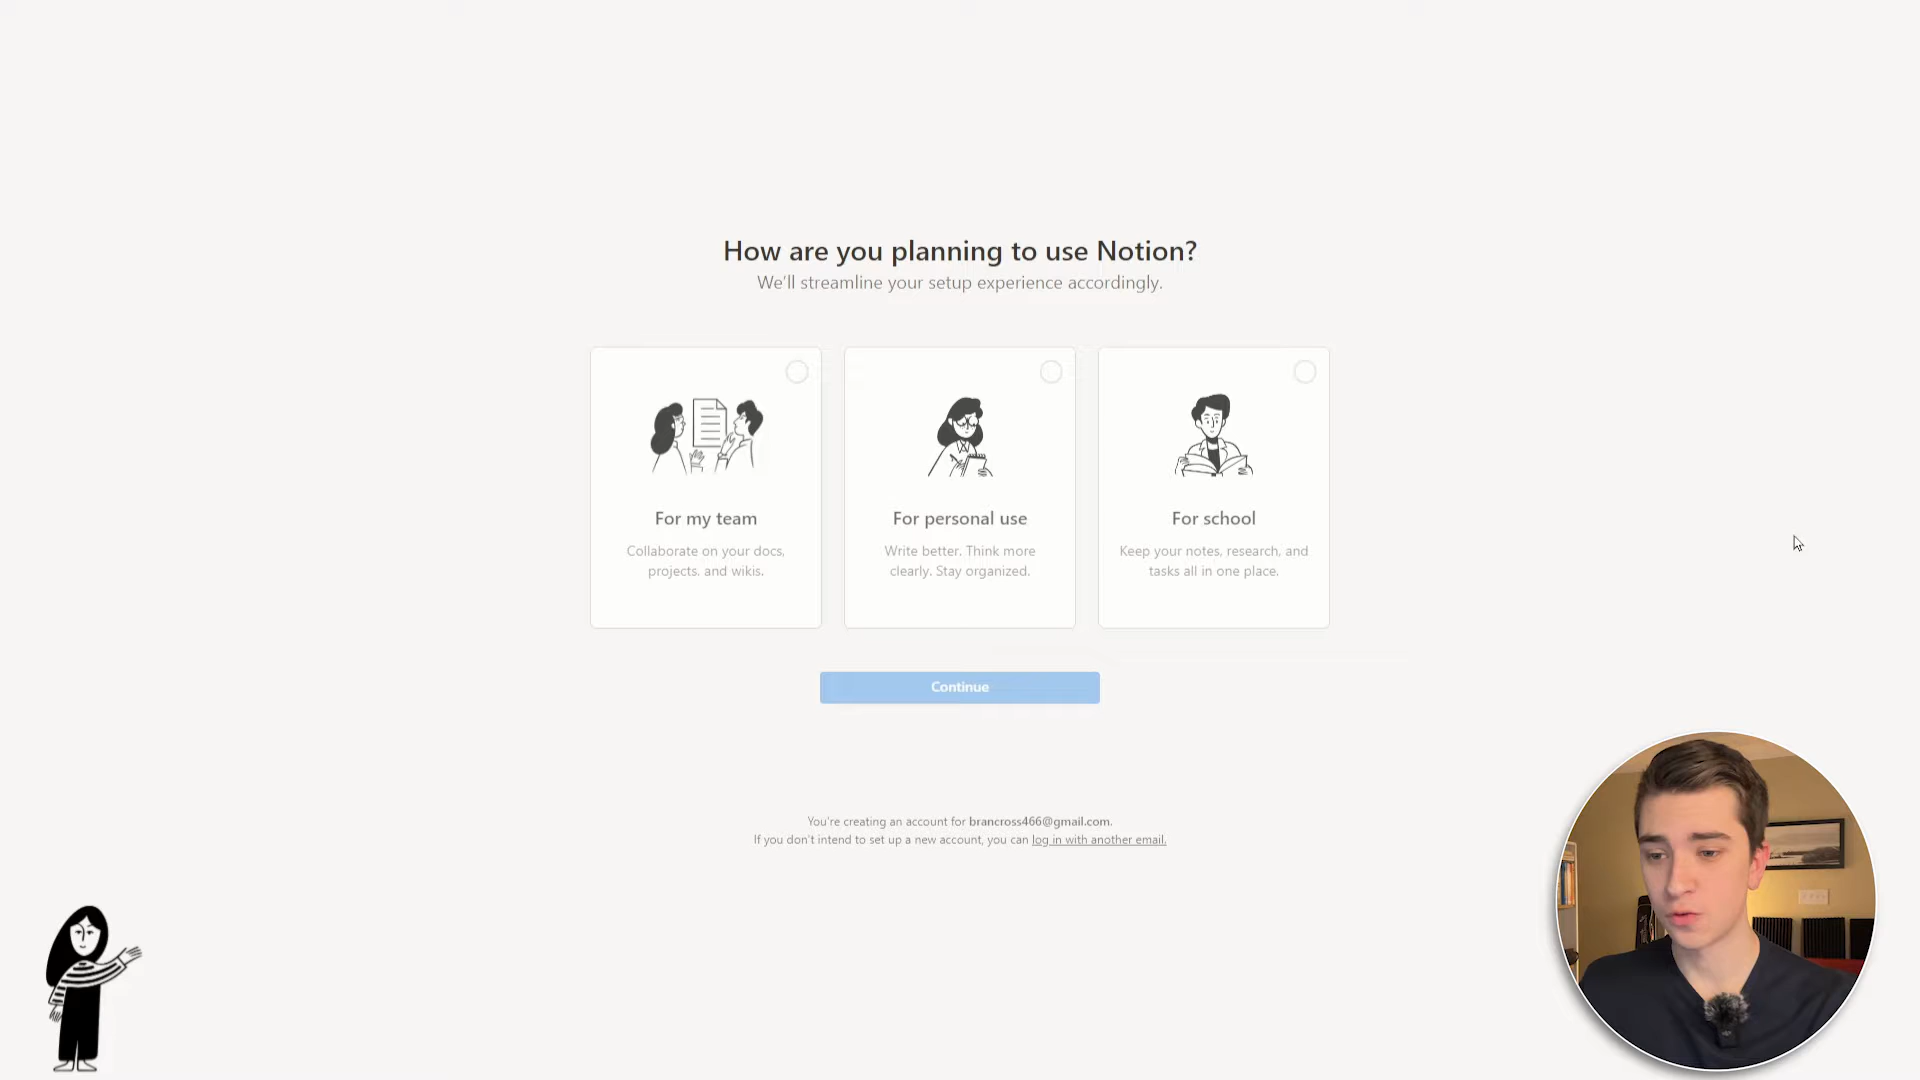 How are you planning to use Notion?
We'll streamline your setup experience accordingly.
For my team
Collaborate on your docs,
projects, and wikis.
For personal use
Write better. Think more
clearly. Stay organized.
For school
Keep your notes, research, and
tasks all in one place.
Continue
You're creating an account for brancross466@gmail.com.
If you don't intend to set up a new account, you can log in with another email.